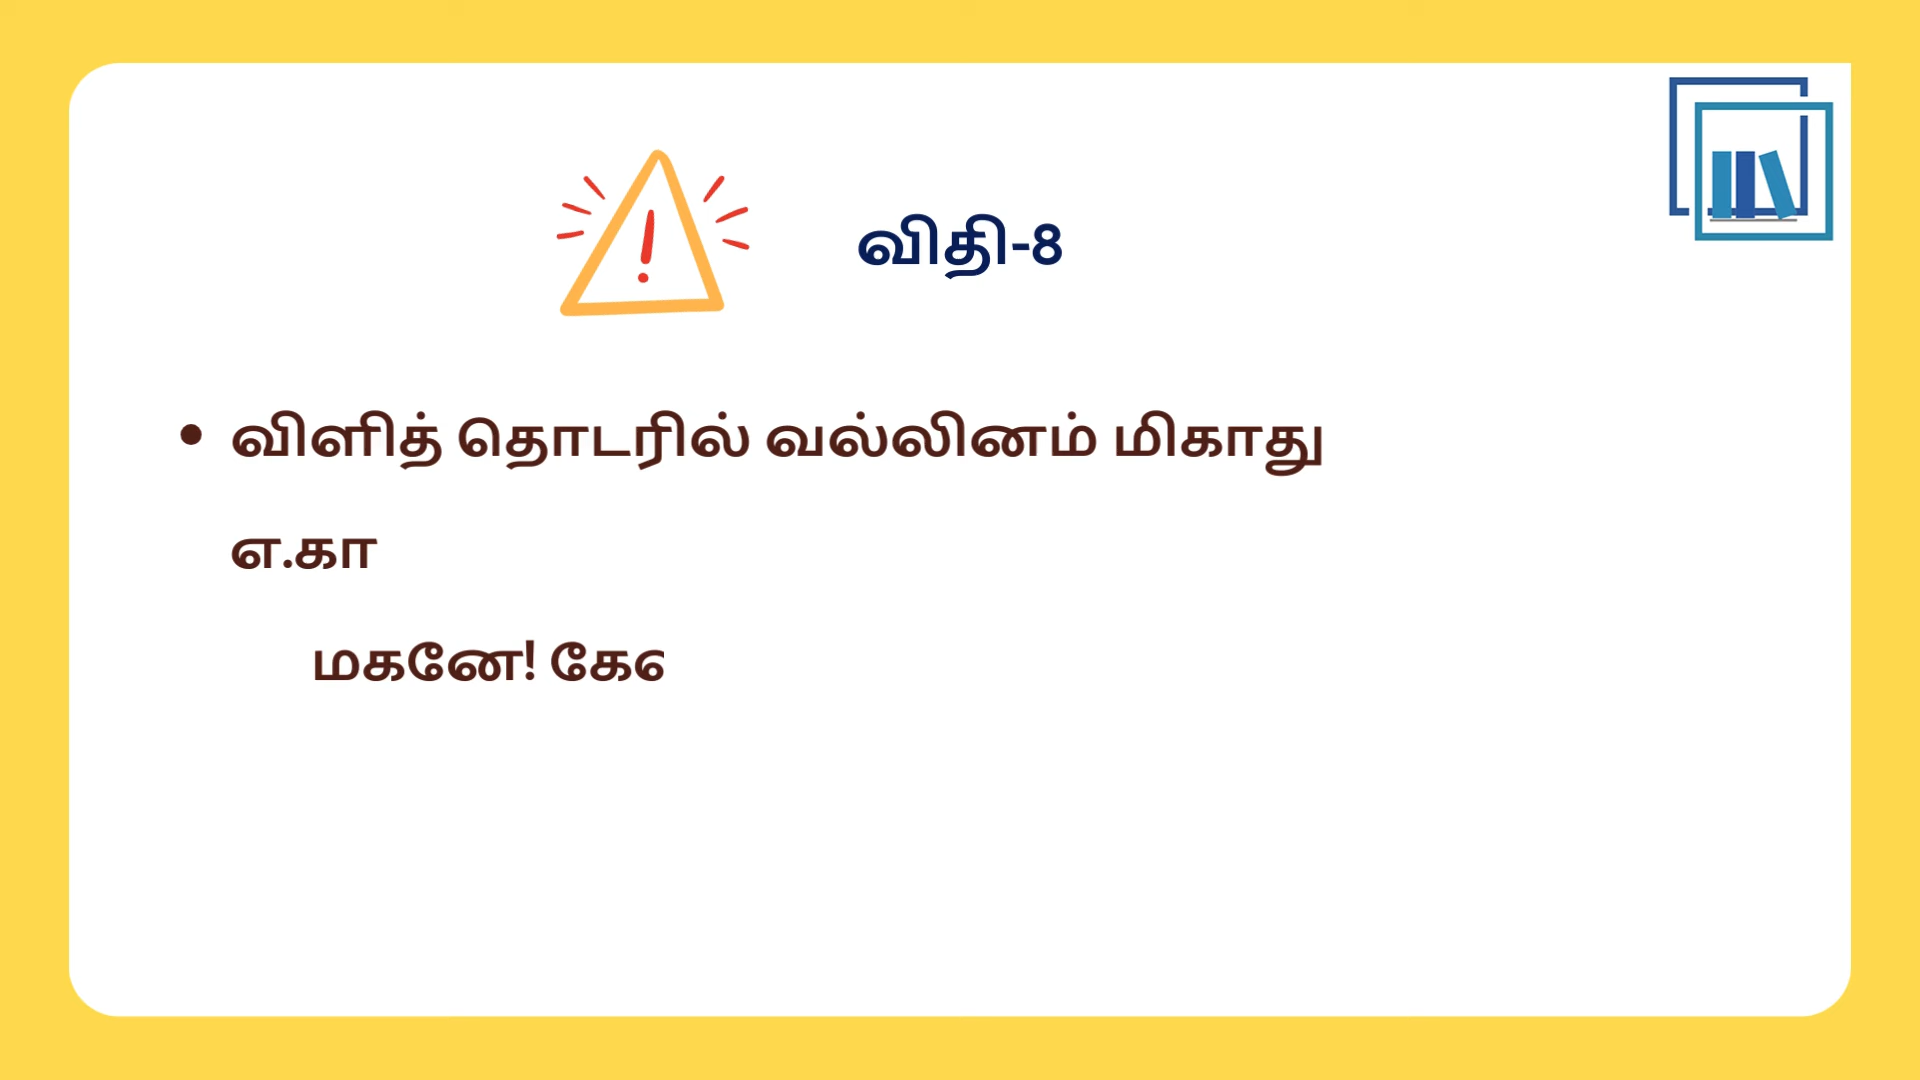 விதி-8
விளித் தொடரில் வல்லினம் மிகாது
எ.கா
மகனே!